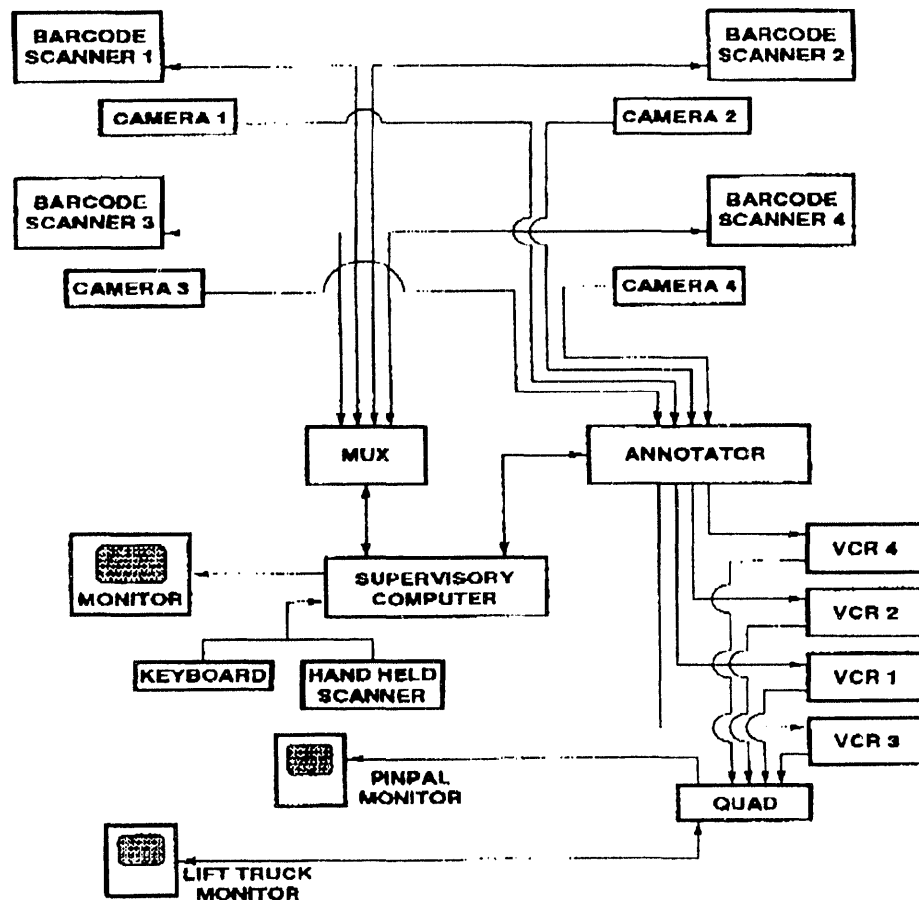 BARCODE
SCANNER 1
BARCODE
SCANNER 2
CAMERA 1
CAMERA 2
BARCODE
SCANNER 3
BARCODE
SCANNER 4
CAMERA 3
CAMERA 4
MUX
ANNOTATOR
MONITOR
SUPERVISORY
COMPUTER
VCR 4
VCR 2
KEYBOARD
HAND HELD
SCANNER
VCR 1
VCR 3
PINPAL
MONITOR
QUAD
LIFT TRUCK
MONITOR